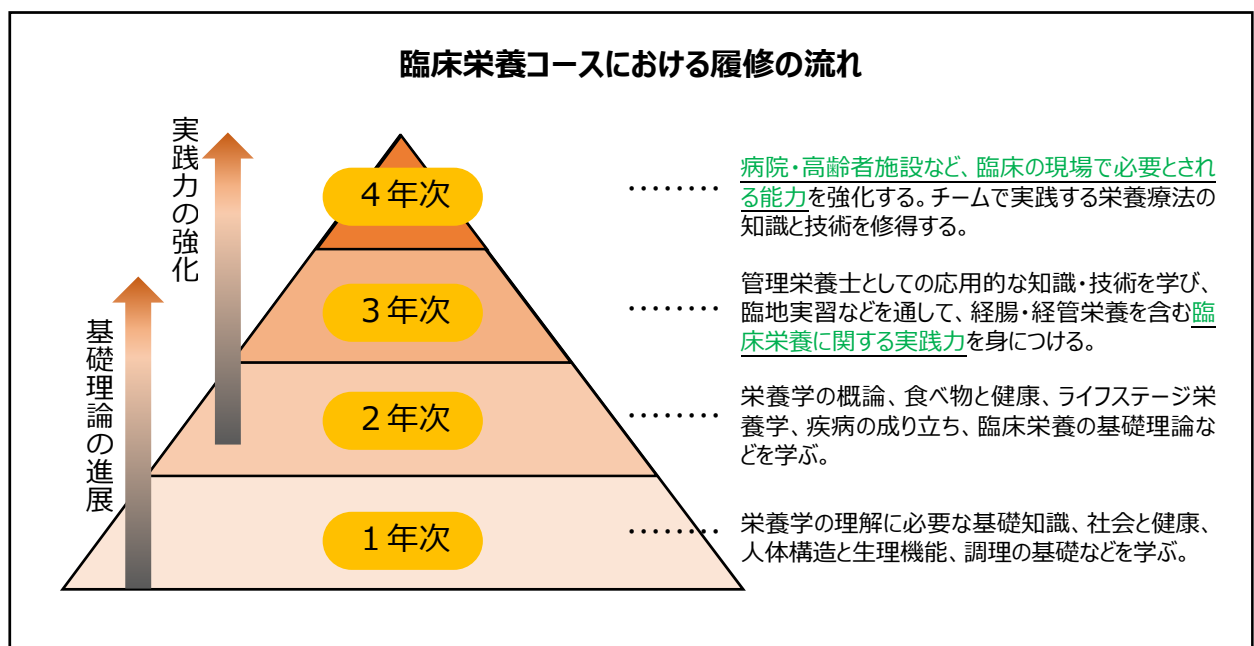 臨床栄養コースにおける履修の流れ
実践力の強化
基礎理論の進展
4年次
‥‥‥‥
病院・高齢者施設など、臨床の現場で必要とされ
る能力を強化する。チームで実践する栄養療法の
知識と技術を修得する。
3年次
‥‥‥‥
管理栄養士としての応用的な知識・技術を学び、
臨地実習などを通して、経腸・経管栄養を含む臨
床栄養に関する実践力を身につける。
2年次
‥‥‥‥
栄養学の概論、食べ物と健康、ライフステージ栄
養学、疾病の成り立ち、臨床栄養の基礎理論な
どを学ぶ。
1年次
‥‥‥‥
栄養学の理解に必要な基礎知識、社会と健康、
人体構造と生理機能、調理の基礎などを学ぶ。